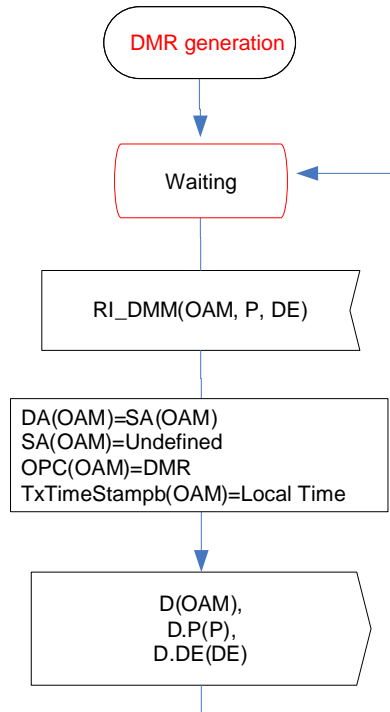 DMR generation
Waiting
RI_DMM(OAM, P, DE)
DA(OAM)=SA(OAM)
SA(OAM)=Undefined
OPC(OAM)=DMR
TxTimeStampb(OAM)=Local Time
D(OAM),
D.P(P),
D.DE(DE)